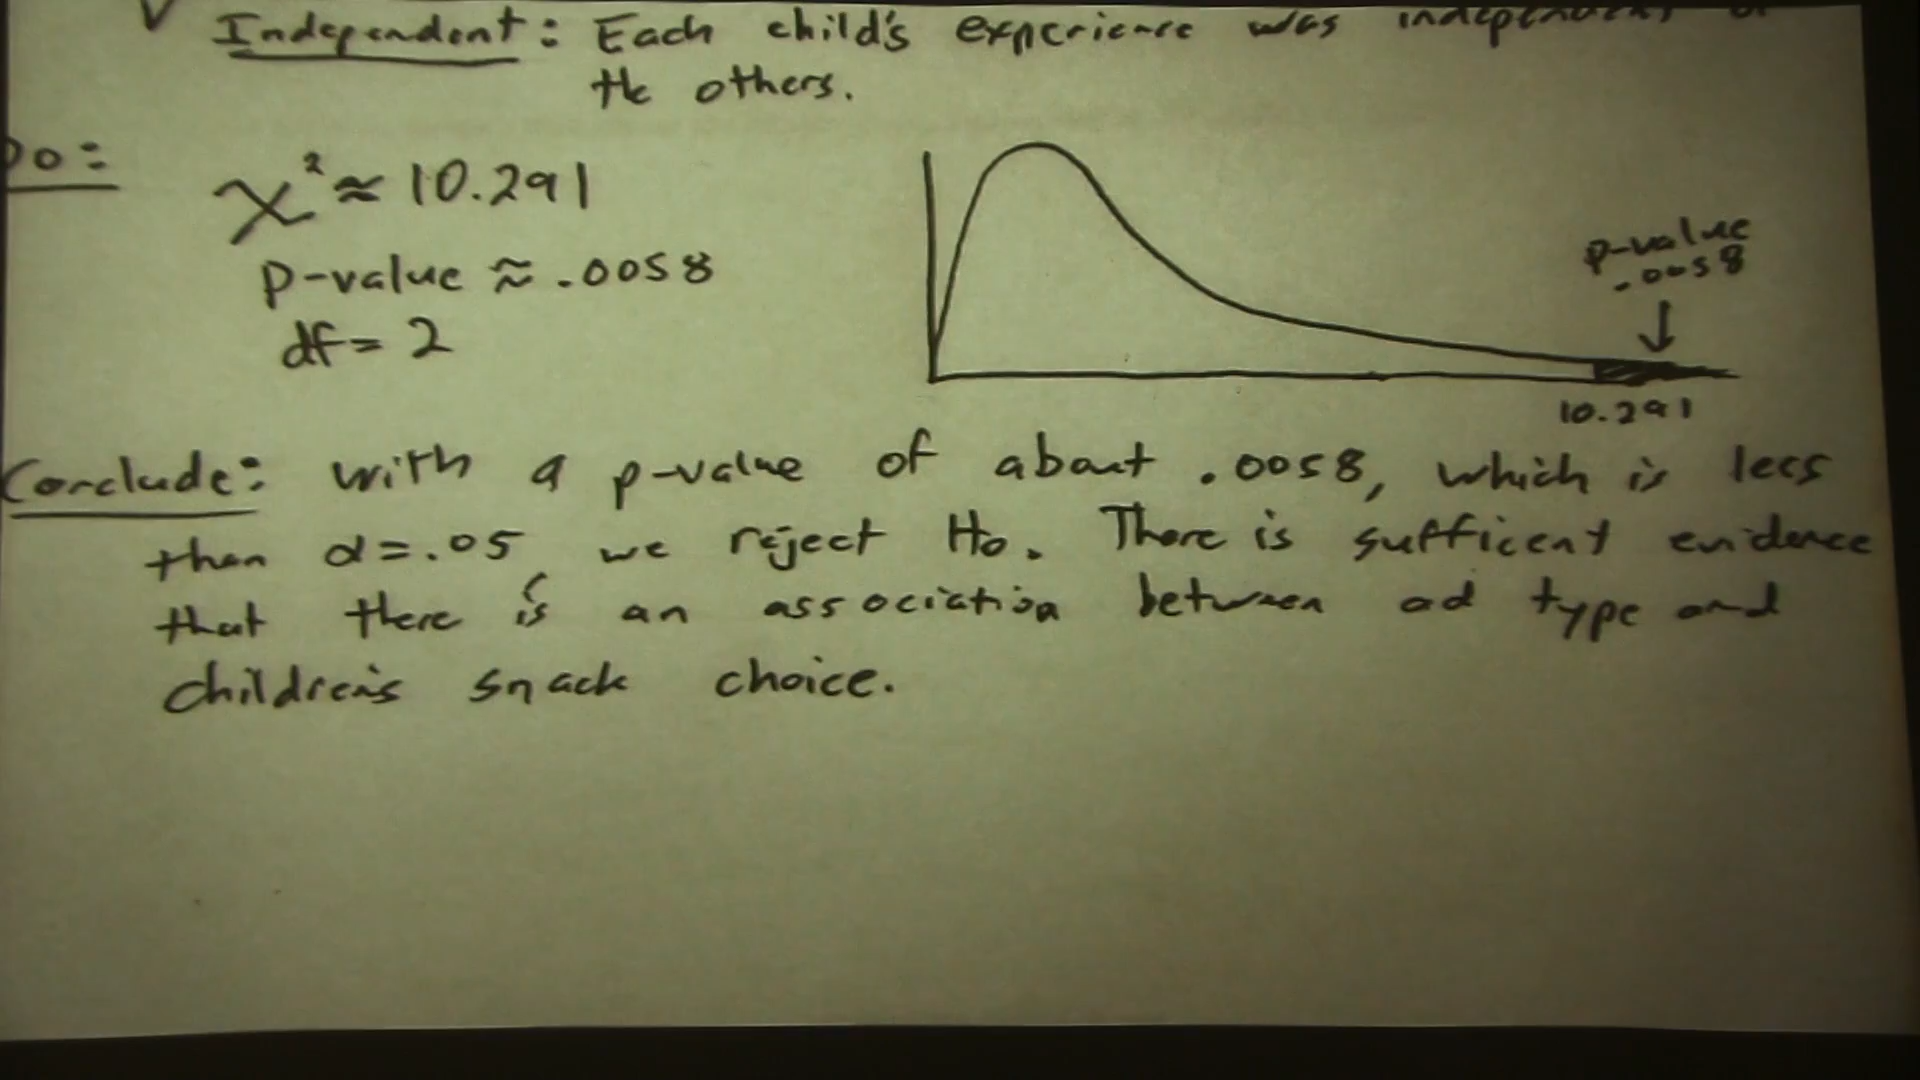 Independent: Each child's experience was independent of
the others.
Do:
χ² ≈ 10.291
p-value ≈ .0058
df = 2
p-value
.0058
10.291
Conclude: with a p-value of about .0058, which is less
than α = .05 we reject Ho. There is sufficent evidence
that there is an association between ad type and
children's snack choice.